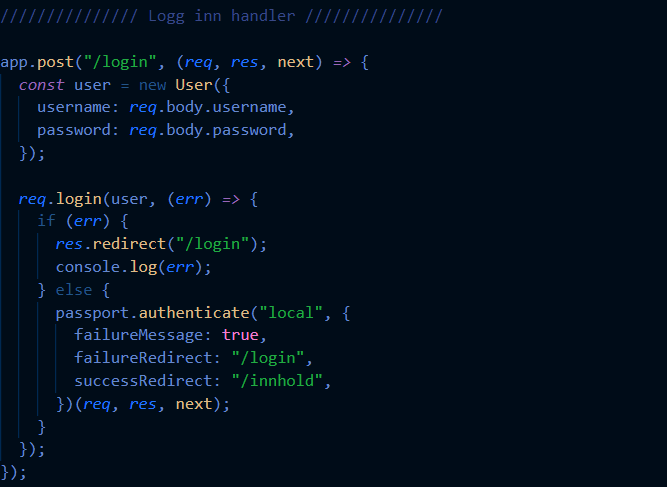 /////////////// Logg inn handler ///////////////
app.post("/login", (req, res, next) => {
  const user = new User({
    username: req.body.username,
    password: req.body.password,
  });
  req.login(user, (err) => {
    if (err) {
      res.redirect("/login");
      console.log(err);
    } else {
      passport.authenticate("local", {
        failureMessage: true,
        failureRedirect: "/login",
        successRedirect: "/innhold",
      })(req, res, next);
    }
  });
});